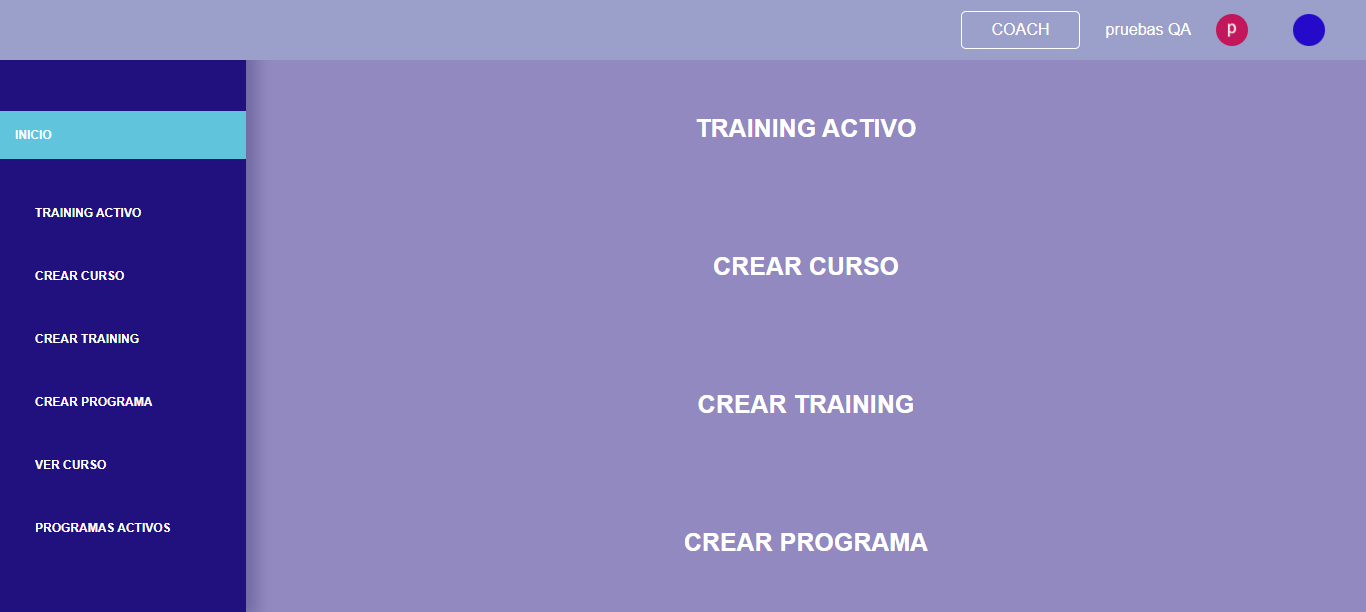 COACH
pruebas QA
p
INICIO
TRAINING ACTIVO
CREAR CURSO
CREAR TRAINING
CREAR PROGRAMA
VER CURSO
PROGRAMAS ACTIVOS
TRAINING ACTIVO
CREAR CURSO
CREAR TRAINING
CREAR PROGRAMA